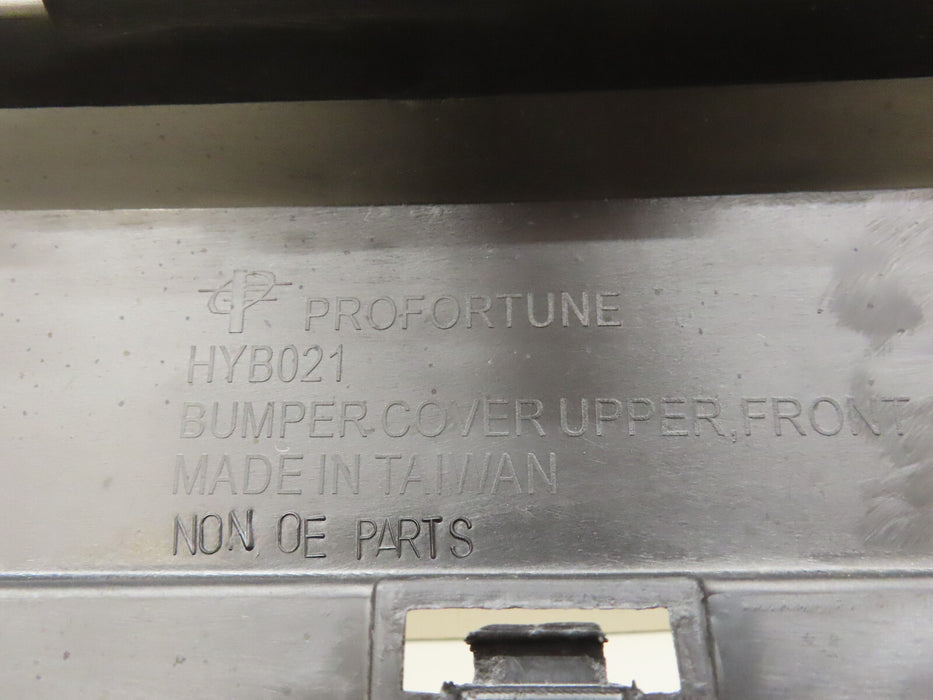 PROFORTUNE
HYB021
BUMPER COVER UPPER,FRONT
MADE IN TAIWAN
NON OE PARTS